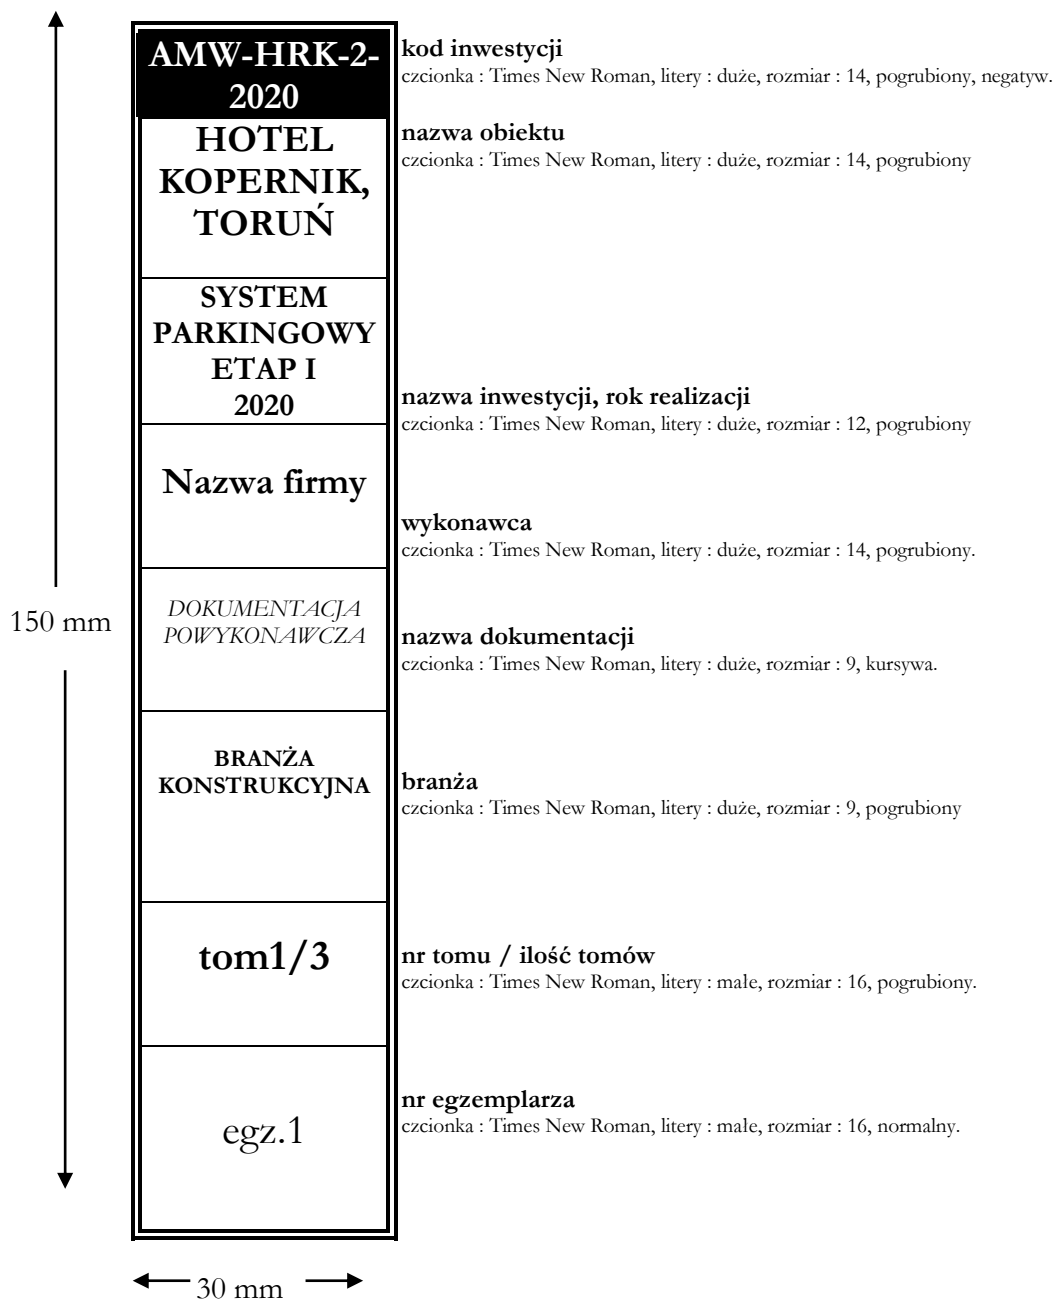 AMW-HRK-2-
2020
kod inwestycji
czcionka : Times New Roman, litery : duże, rozmiar : 14, pogrubiony, negatyw.
HOTEL
KOPERNIK,
TORUŃ
nazwa obiektu
czcionka : Times New Roman, litery : duże, rozmiar : 14, pogrubiony
SYSTEM
PARKINGOWY
ETAP I
2020
nazwa inwestycji, rok realizacji
czcionka : Times New Roman, litery : duże, rozmiar : 12, pogrubiony
Nazwa firmy
wykonawca
czcionka : Times New Roman, litery : duże, rozmiar : 14, pogrubiony.
150 mm
DOKUMENTACJA
POWYKONAWCZA
nazwa dokumentacji
czcionka : Times New Roman, litery : duże, rozmiar : 9, kursywa.
BRANŻA
KONSTRUKCYJNA
branża
czcionka : Times New Roman, litery : duże, rozmiar : 9, pogrubiony
tom1/3
nr tomu / ilość tomów
czcionka : Times New Roman, litery : małe, rozmiar : 16, pogrubiony.
egz.1
nr egzemplarza
czcionka : Times New Roman, litery : małe, rozmiar : 16, normalny.
30 mm